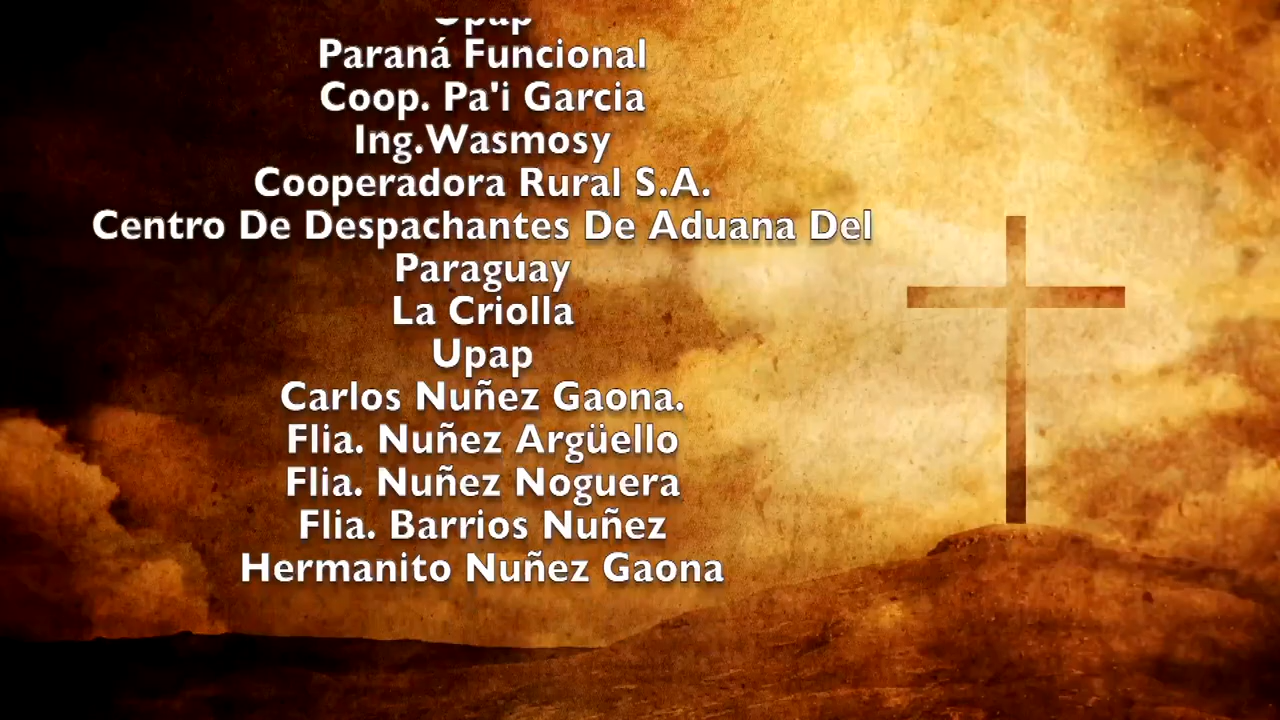 Paraná Funcional
Coop. Pa'i Garcia
Ing.Wasmosy
Cooperadora Rural S.A.
Centro De Despachantes De Aduana Del
Paraguay
La Criolla
Upap
Carlos Nuñez Gaona.
Flia. Nuñez Argüello
Flia. Nuñez Noguera
Flia. Barrios Nuñez
Hermanito Nuñez Gaona